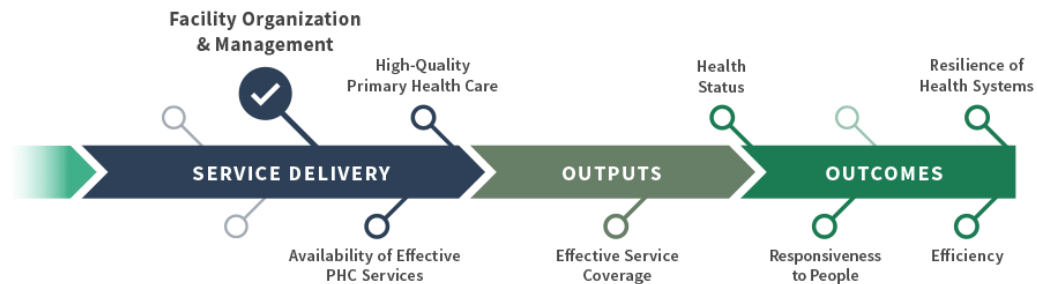 Facility Organization
& Management
High-Quality
Primary Health Care
Health
Status
Resilience of
Health Systems
SERVICE DELIVERY
OUTPUTS
OUTCOMES
Availability of Effective
PHC Services
Effective Service
Coverage
Responsiveness
to People
Efficiency